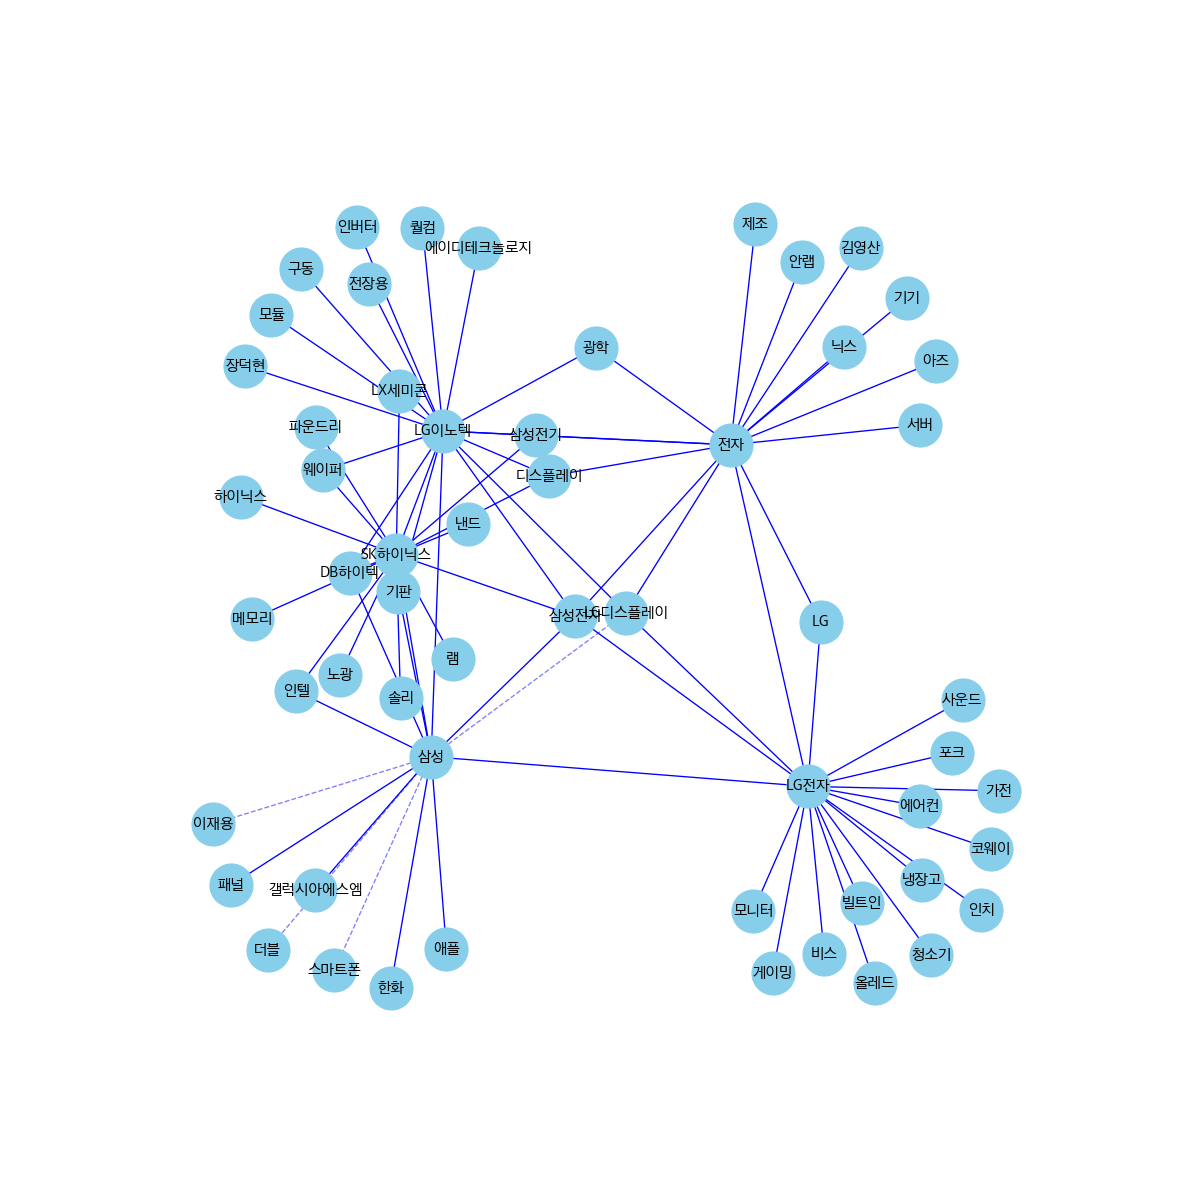 제조
인버터
퀄컴
에이디테크놀로지
김영산
안랩
구동
전장용
기기
모듈
닉스
광학
아즈
장덕현
LX세미콘
서버
파운드리
LG이노텍
삼성전기
전자
웨이퍼
디스플레이
하이닉스
낸드
SK하이닉스
DB하이텍
기판
메모리
삼성전자
LG디스플레이
LG
램
노광
인텔
솔리
사운드
포크
삼성
LG전자
가전
에어컨
이재용
코웨이
패널
갤럭시아에스엠
냉장고
빌트인
모니터
인치
더블
애플
비스
청소기
스마트폰
게이밍
올레드
한화